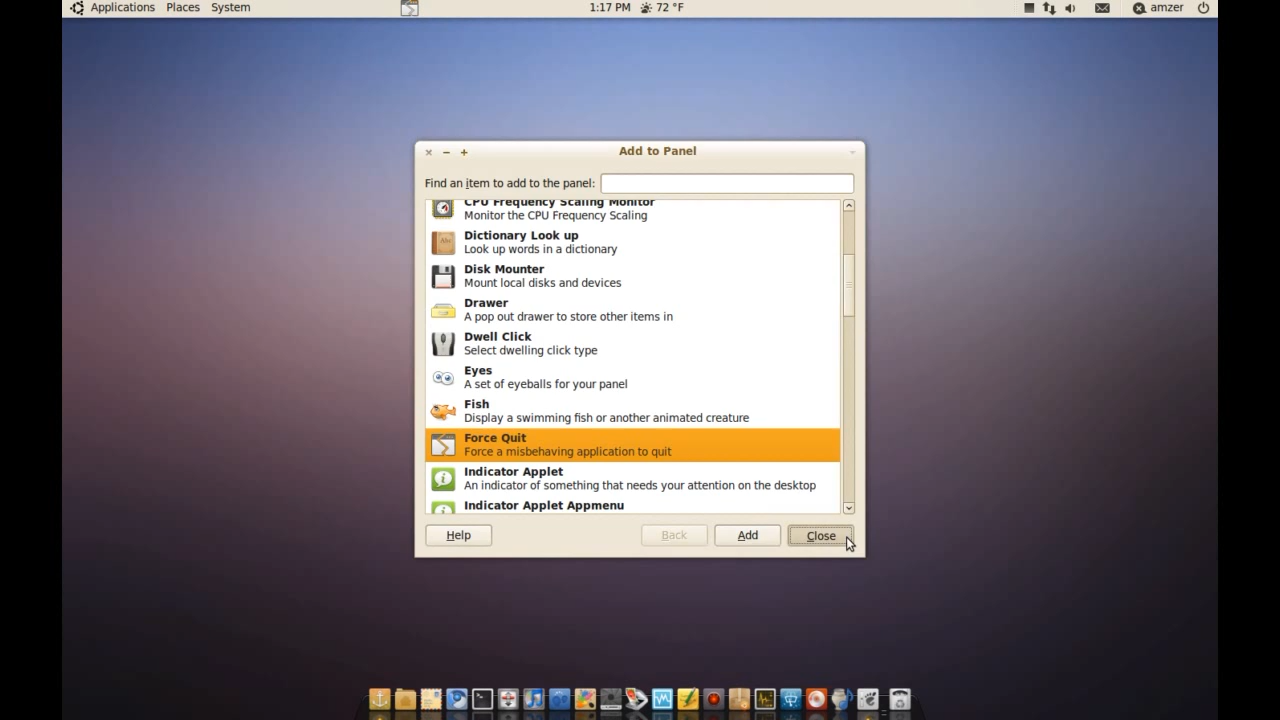 Applications Places System 1:17 PM 72 °F amzer
Add to Panel
Find an item to add to the panel:
CPU Frequency Scaling Monitor
Monitor the CPU Frequency Scaling
Dictionary Look up
Look up words in a dictionary
Disk Mounter
Mount local disks and devices
Drawer
A pop out drawer to store other items in
Dwell Click
Select dwelling click type
Eyes
A set of eyeballs for your panel
Fish
Display a swimming fish or another animated creature
Force Quit
Force a misbehaving application to quit
Indicator Applet
An indicator of something that needs your attention on the desktop
Indicator Applet Appmenu
Help Back Add Close